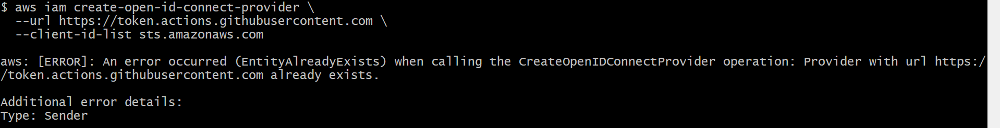 $ aws iam create-open-id-connect-provider \
  --url https://token.actions.githubusercontent.com \
  --client-id-list sts.amazonaws.com
aws: [ERROR]: An error occurred (EntityAlreadyExists) when calling the CreateOpenIDConnectProvider operation: Provider with url https:/
/token.actions.githubusercontent.com already exists.
Additional error details:
Type: Sender